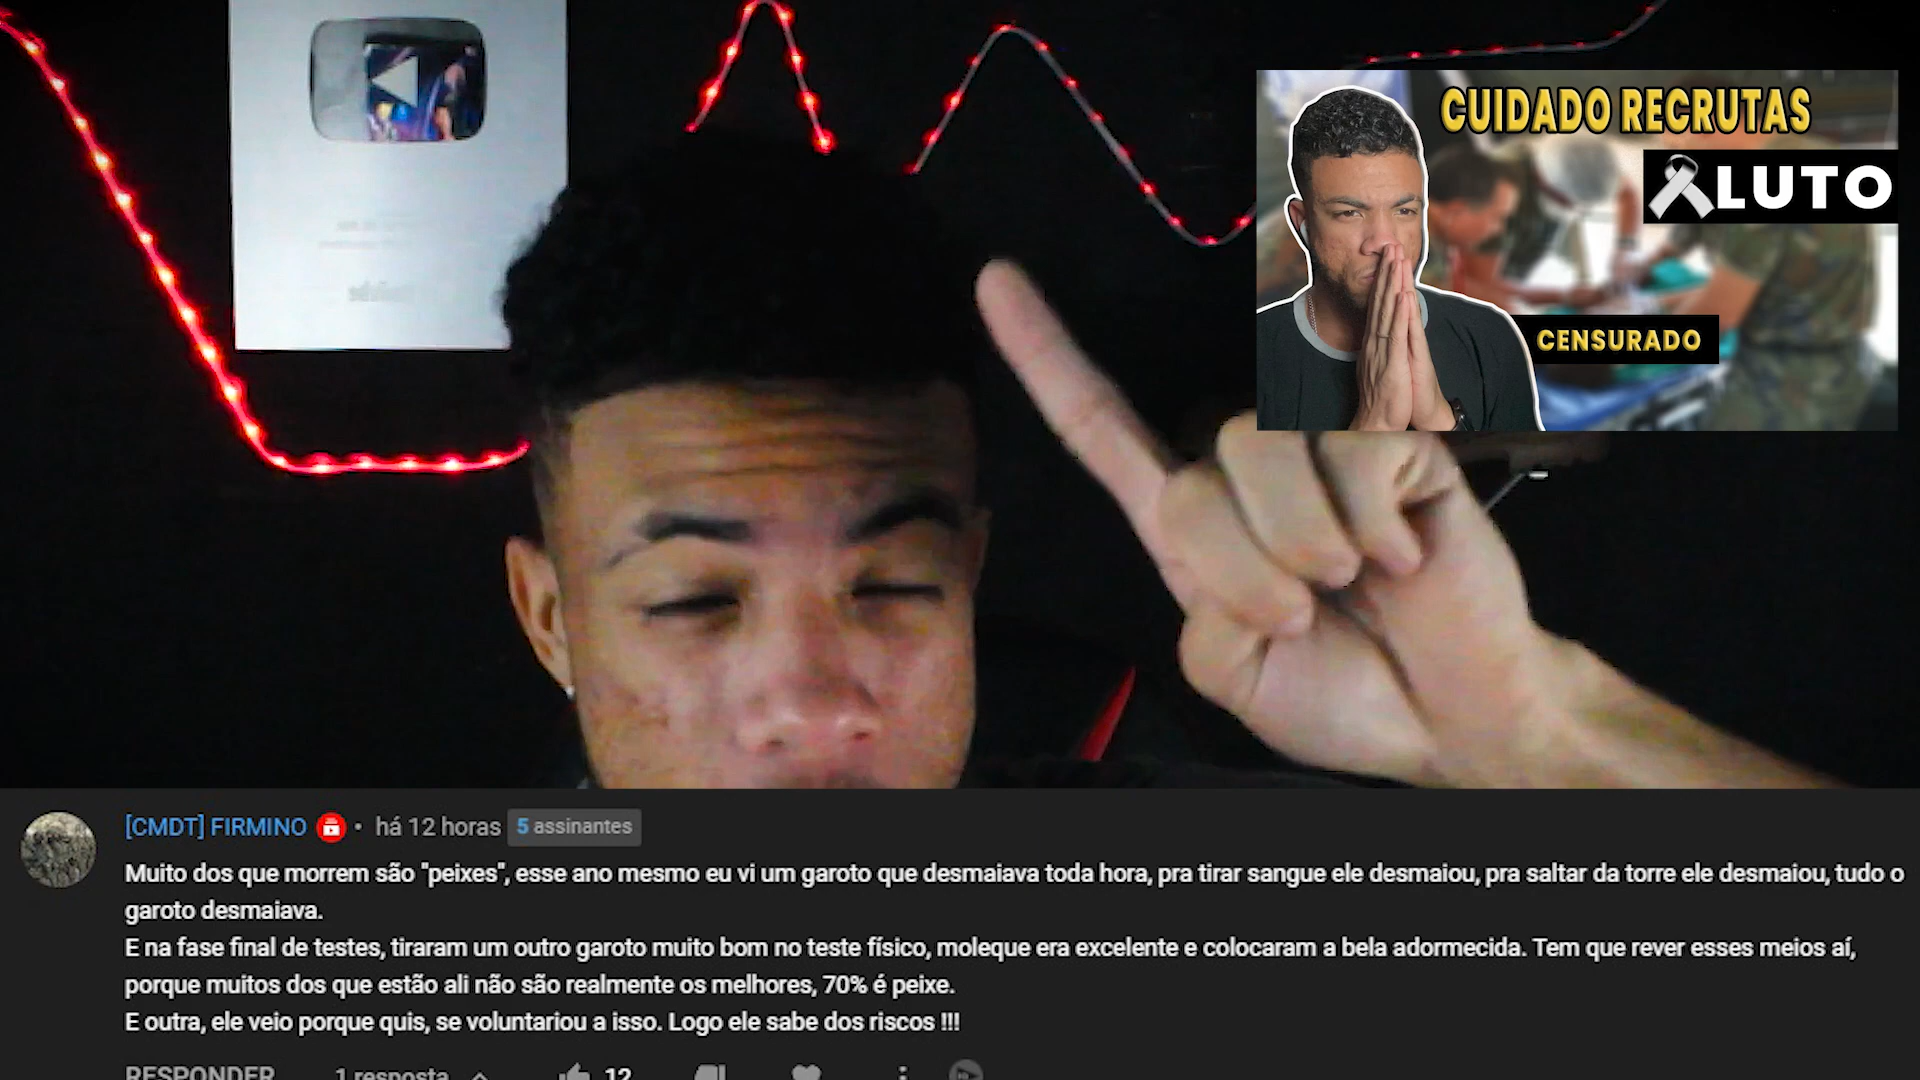 CUIDADO RECRUTAS
LUTO
CENSURADO
[CMDT] FIRMINO • há 12 horas 5 assinantes
Muito dos que morrem são "peixes", esse ano mesmo eu vi um garoto que desmaiava toda hora, pra tirar sangue ele desmaiou, pra saltar da torre ele desmaiou, tudo o
garoto desmaiava.
E na fase final de testes, tiraram um outro garoto muito bom no teste físico, moleque era excelente e colocaram a bela adormecida. Tem que rever esses meios aí,
porque muitos dos que estão ali não são realmente os melhores, 70% é peixe.
E outra, ele veio porque quis, se voluntariou a isso. Logo ele sabe dos riscos !!!
RESPONDER 1 resposta 12